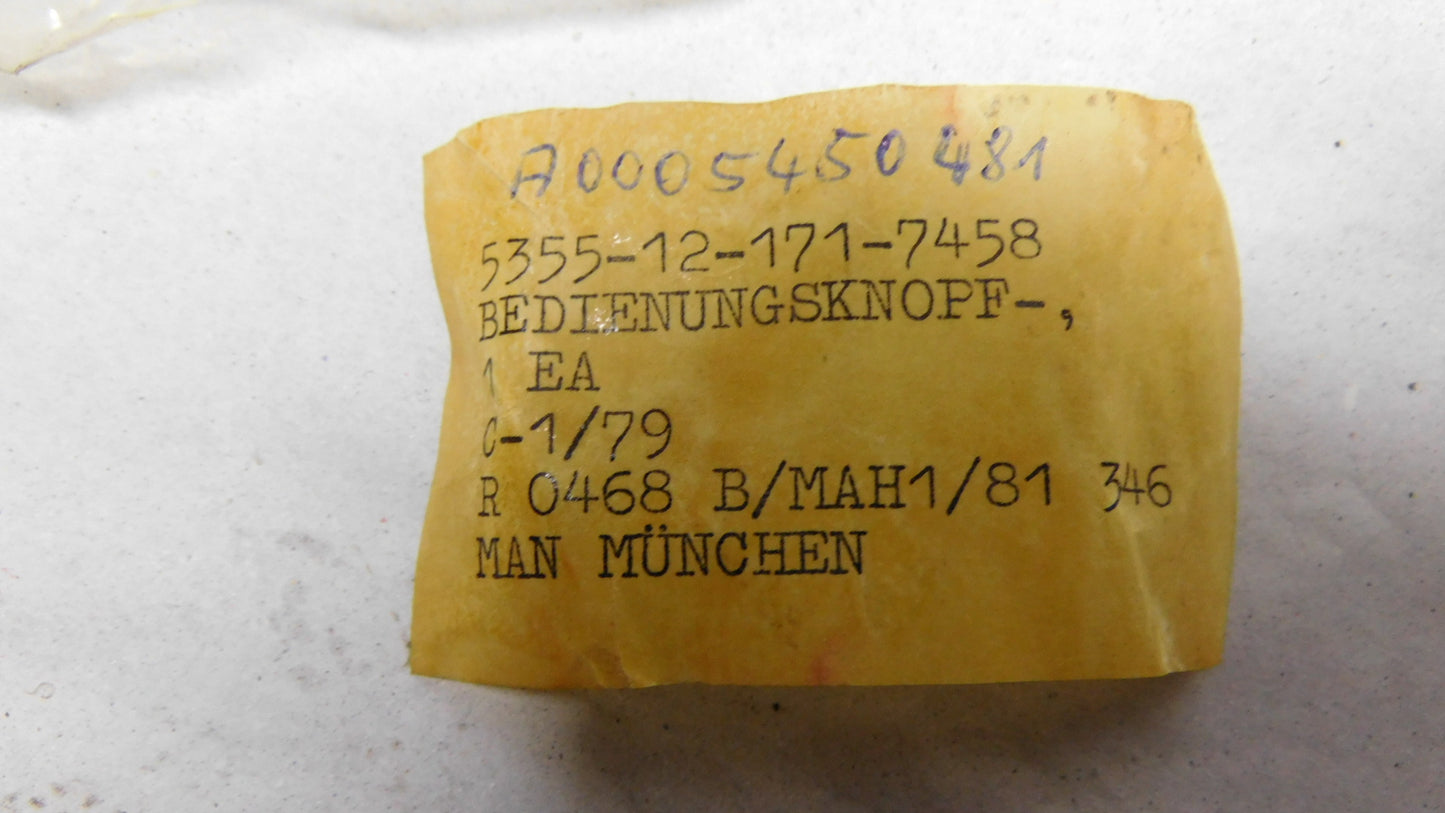 A0005450481
5355-12-171-7458
BEDIENUNGSKNOPF-,
1 EA
C-1/79
R 0468 B/MAH1/81 346
MAN MÜNCHEN